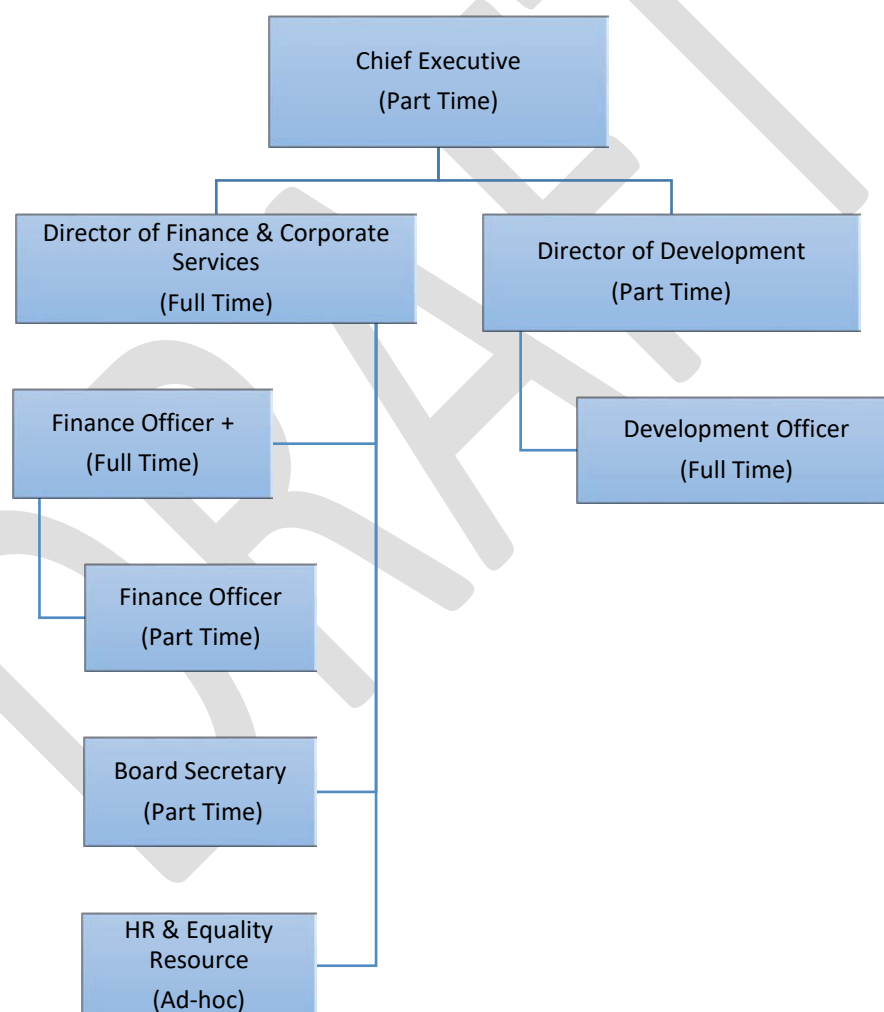 Chief Executive
(Part Time)
Director of Finance & Corporate
Services
(Full Time)
Director of Development
(Part Time)
Finance Officer +
(Full Time)
Development Officer
(Full Time)
Finance Officer
(Part Time)
Board Secretary
(Part Time)
HR & Equality
Resource
(Ad-hoc)
DRAFT